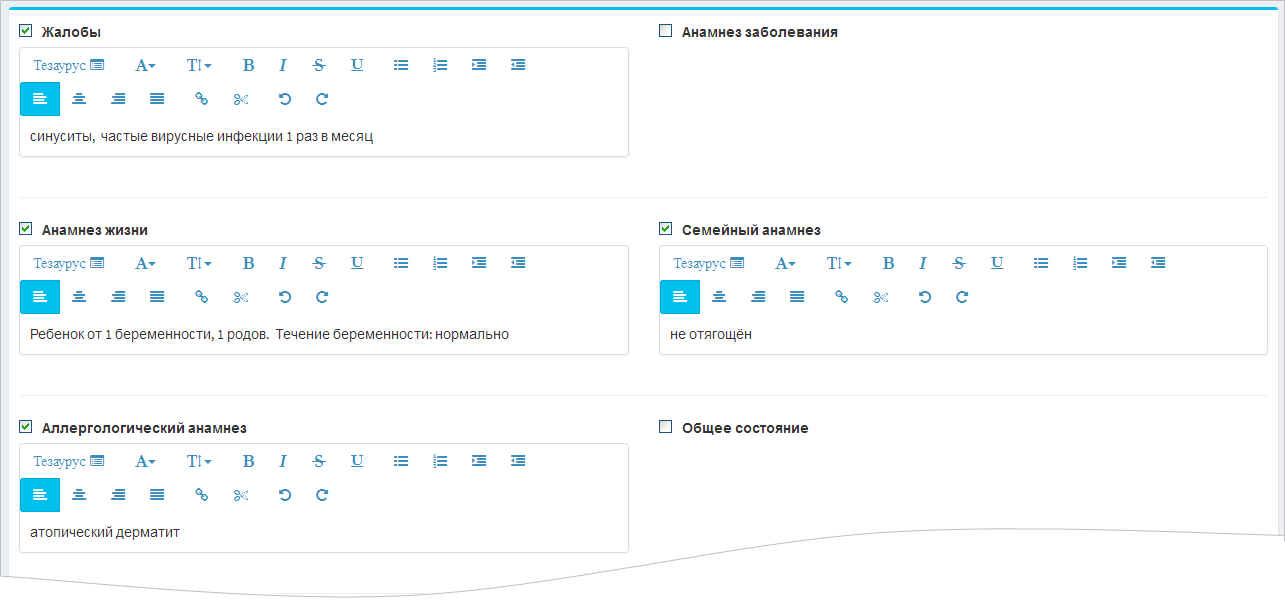 Жалобы
Анамнез заболевания
Тезаурус A T B I S U
синуситы, частые вирусные инфекции 1 раз в месяц
Анамнез жизни
Семейный анамнез
Тезаурус A T B I S U
Тезаурус A T B I S U
Ребенок от 1 беременности, 1 родов. Течение беременности: нормально
не отягощён
Аллергологический анамнез
Общее состояние
Тезаурус A T B I S U
атопический дерматит